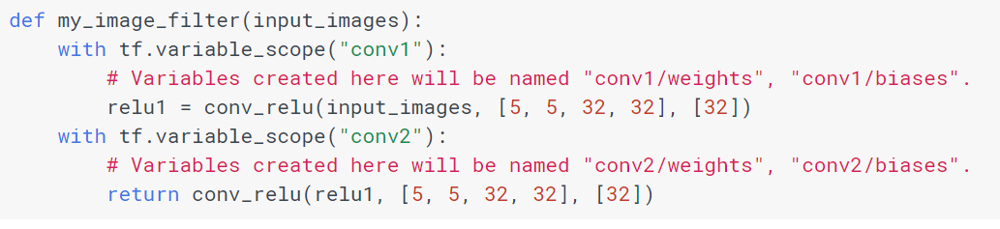 def my_image_filter(input_images):
    with tf.variable_scope("conv1"):
        # Variables created here will be named "conv1/weights", "conv1/biases".
        relu1 = conv_relu(input_images, [5, 5, 32, 32], [32])
    with tf.variable_scope("conv2"):
        # Variables created here will be named "conv2/weights", "conv2/biases".
        return conv_relu(relu1, [5, 5, 32, 32], [32])